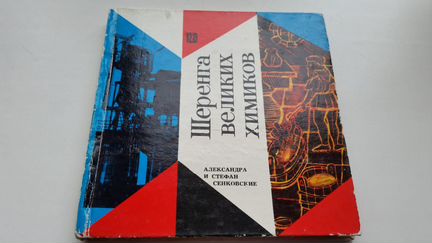 Шеренга
великих
химиков
АЛЕКСАНДРА
И СТЕФАН
СЕНКОВСКИЕ